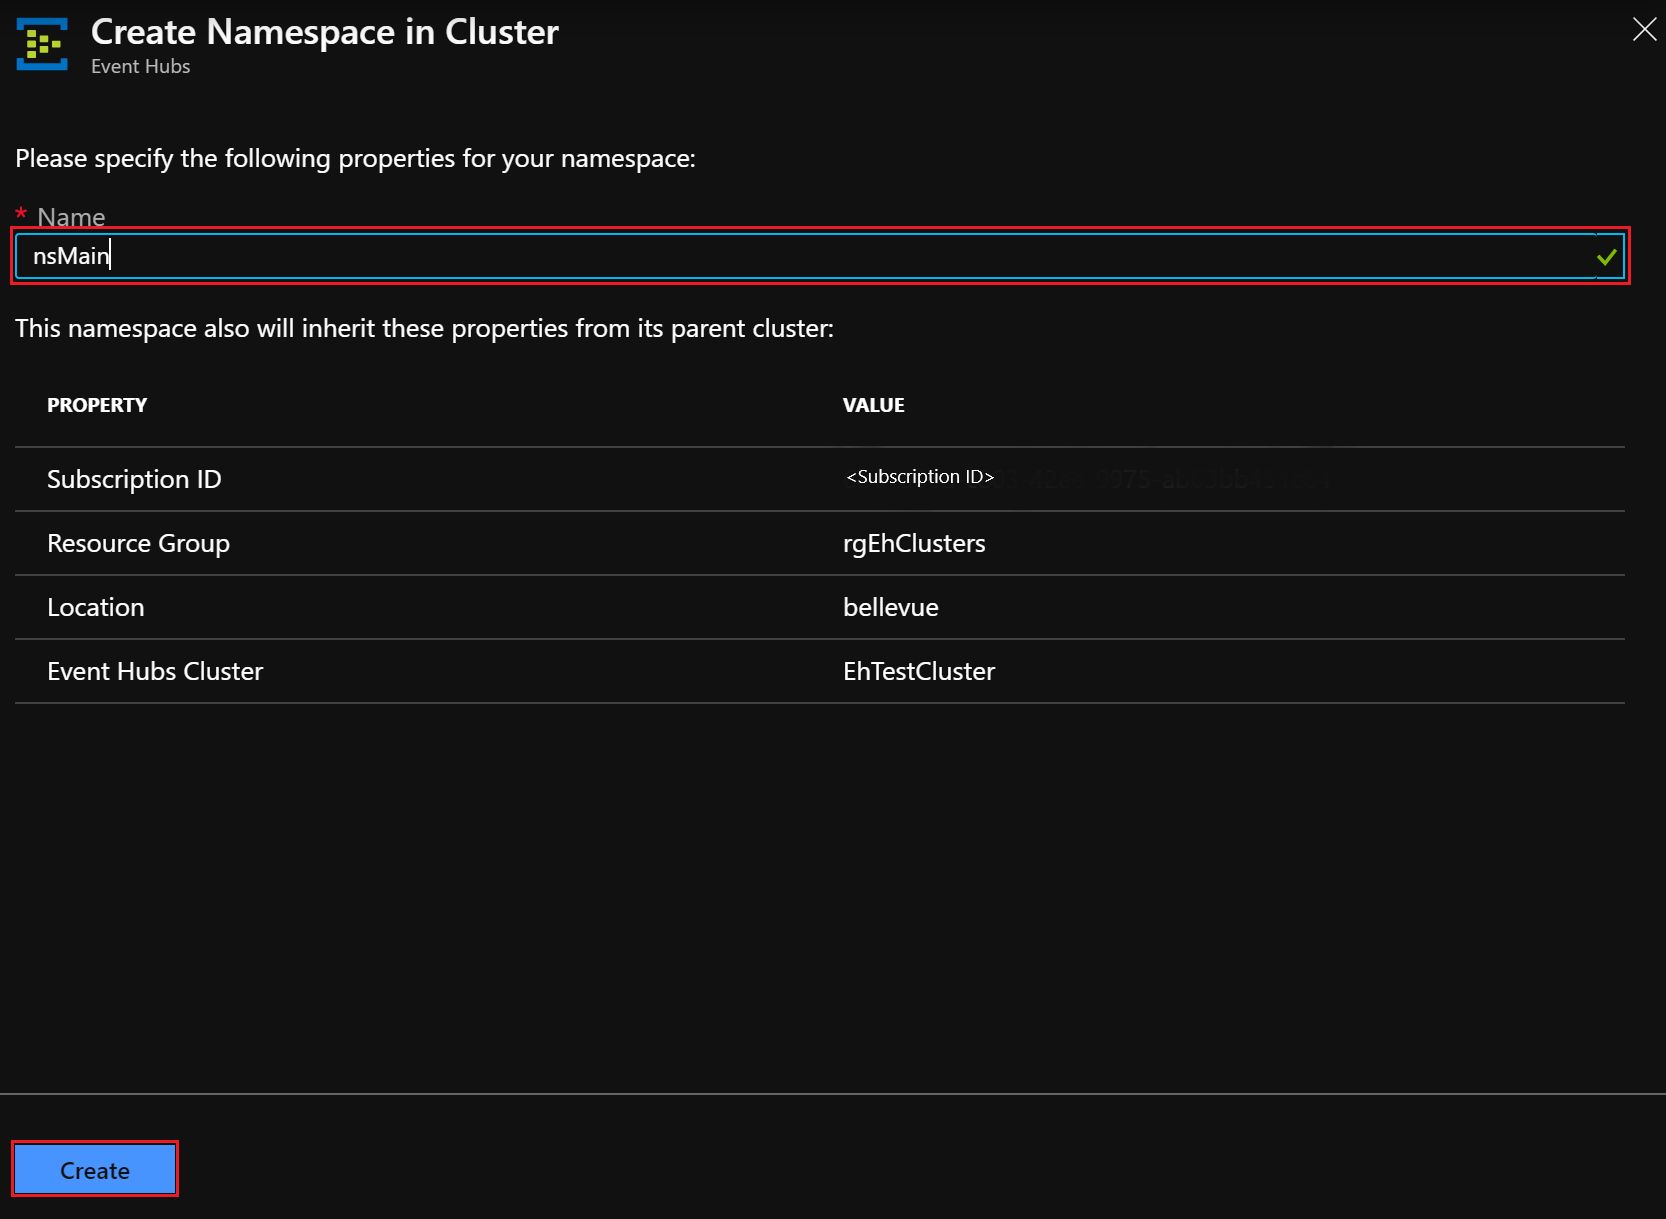 Create Namespace in Cluster
Event Hubs
Please specify the following properties for your namespace:
* Name
nsMain
This namespace also will inherit these properties from its parent cluster:
PROPERTY VALUE
Subscription ID <Subscription ID>
Resource Group rgEhClusters
Location bellevue
Event Hubs Cluster EhTestCluster
Create